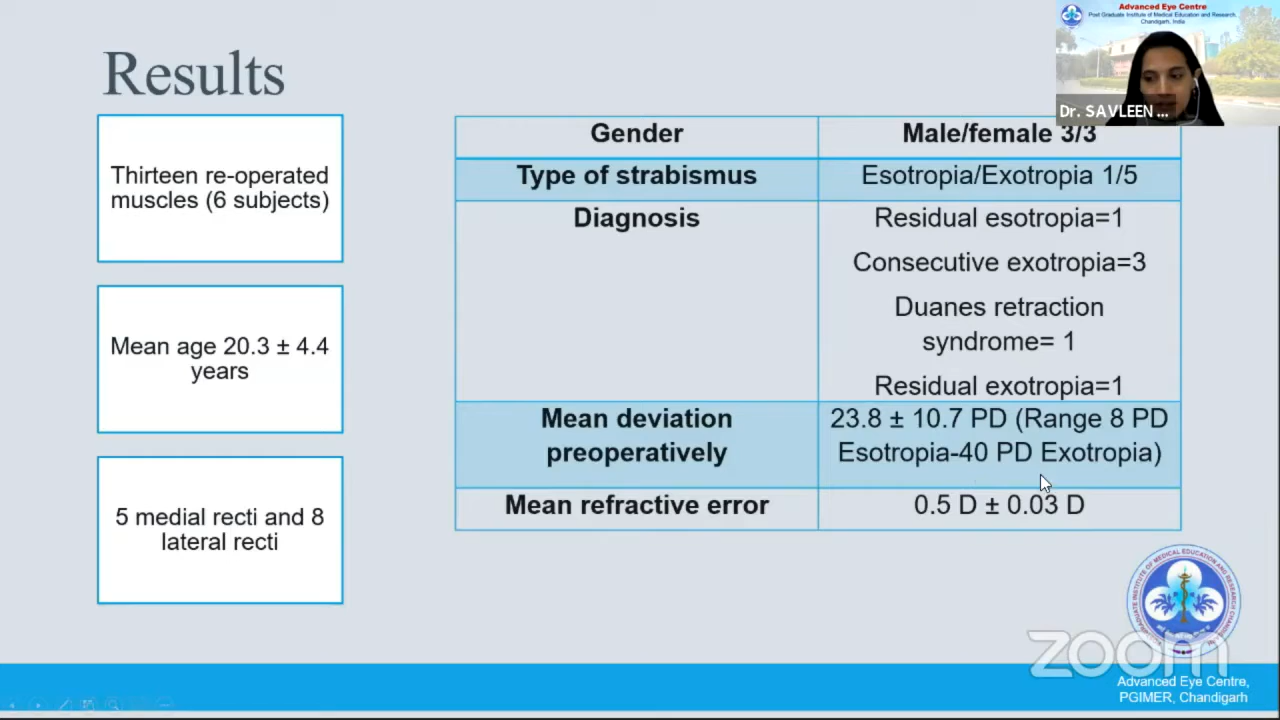 Results
Thirteen re-operated
muscles (6 subjects)
Mean age 20.3 ± 4.4
years
5 medial recti and 8
lateral recti
Gender
Male/female 3/3
Type of strabismus
Esotropia/Exotropia 1/5
Diagnosis
Residual esotropia=1
Consecutive exotropia=3
Duanes retraction
syndrome= 1
Residual exotropia=1
Mean deviation
preoperatively
23.8 ± 10.7 PD (Range 8 PD
Esotropia-40 PD Exotropia)
Mean refractive error
0.5 D ± 0.03 D
Advanced Eye Centre
Post Graduate Institute of Medical Education and Research,
Chandigarh, India
Dr. SAVLEEN ...
zoom
Advanced Eye Centre,
PGIMER, Chandigarh